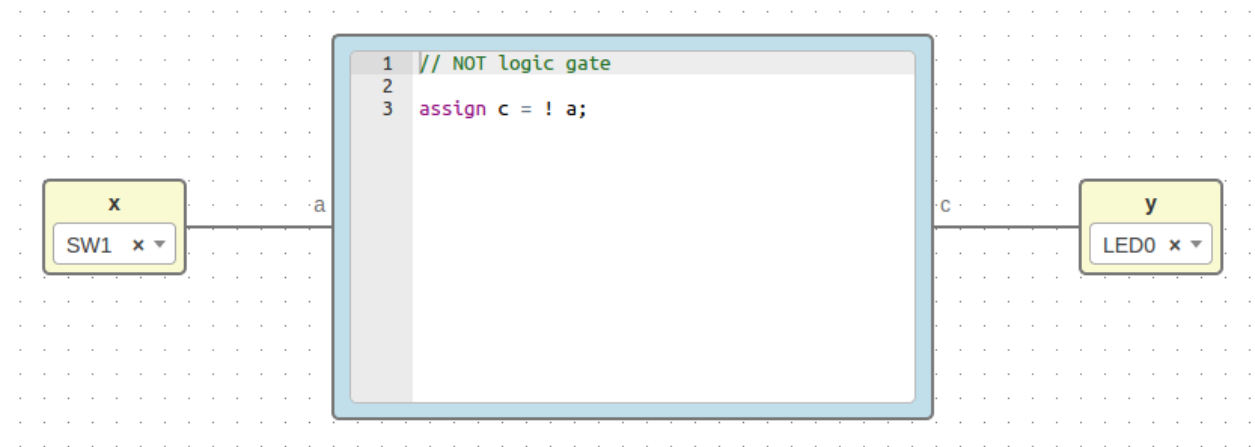 1 // NOT logic gate
2
3 assign c = ! a;
x
a
c
y
SW1 × ▾
LED0 × ▾